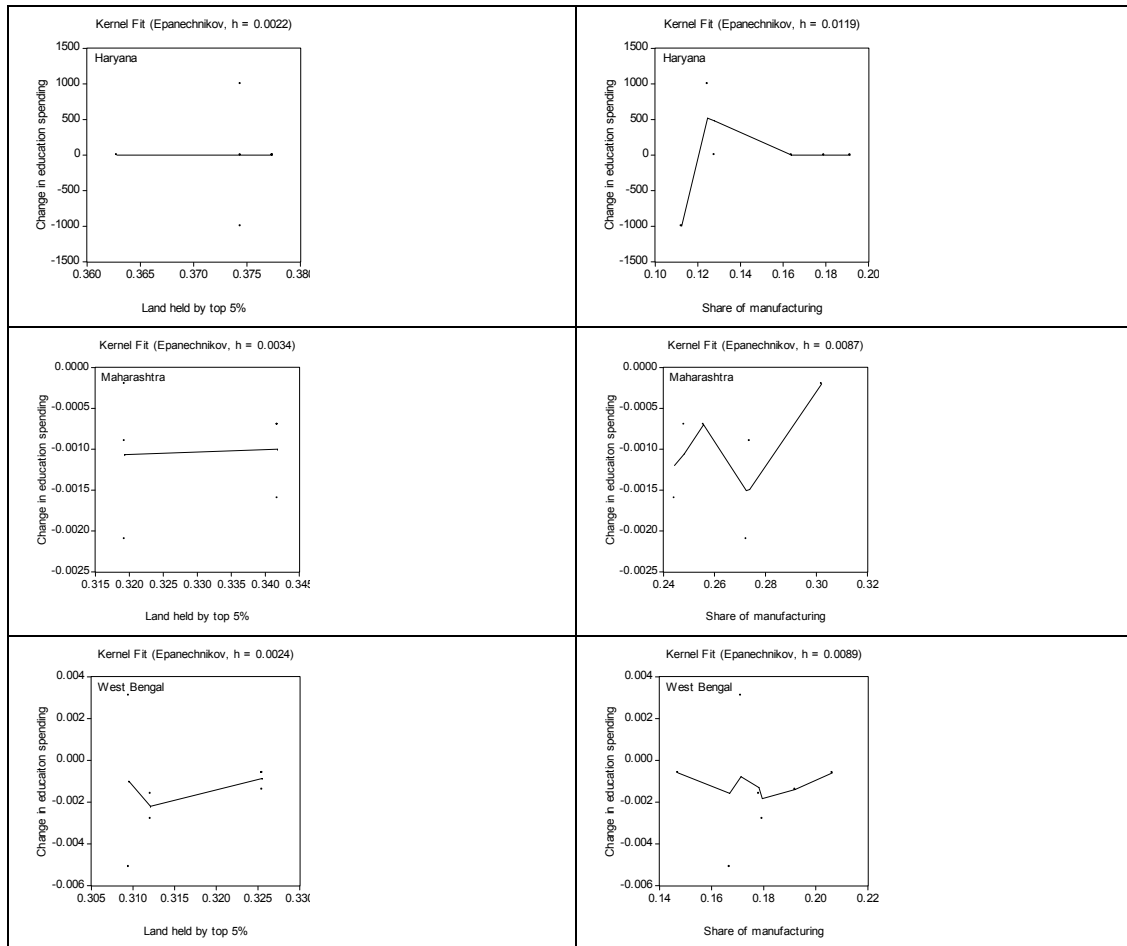 Kernel Fit (Epanechnikov, h = 0.0022)
Haryana
Change in education spending
1500
1000
500
0
-500
-1000
-1500
0.360 0.365 0.370 0.375 0.380
Land held by top 5%
Kernel Fit (Epanechnikov, h = 0.0119)
Haryana
Change in education spending
1500
1000
500
0
-500
-1000
-1500
0.10 0.12 0.14 0.16 0.18 0.20
Share of manufacturing
Kernel Fit (Epanechnikov, h = 0.0034)
Maharashtra
Change in education spending
0.0000
-0.0005
-0.0010
-0.0015
-0.0020
-0.0025
0.315 0.320 0.325 0.330 0.335 0.340 0.345
Land held by top 5%
Kernel Fit (Epanechnikov, h = 0.0087)
Maharashtra
Change in educaiton spending
0.0000
-0.0005
-0.0010
-0.0015
-0.0020
-0.0025
0.24 0.26 0.28 0.30 0.32
Share of manufacturing
Kernel Fit (Epanechnikov, h = 0.0024)
West Bengal
Change in educaiton spending
0.004
0.002
0.000
-0.002
-0.004
-0.006
0.305 0.310 0.315 0.320 0.325 0.330
Land held by top 5%
Kernel Fit (Epanechnikov, h = 0.0089)
West Bengal
Change in education spending
0.004
0.002
0.000
-0.002
-0.004
-0.006
0.14 0.16 0.18 0.20 0.22
Share of manufacturing